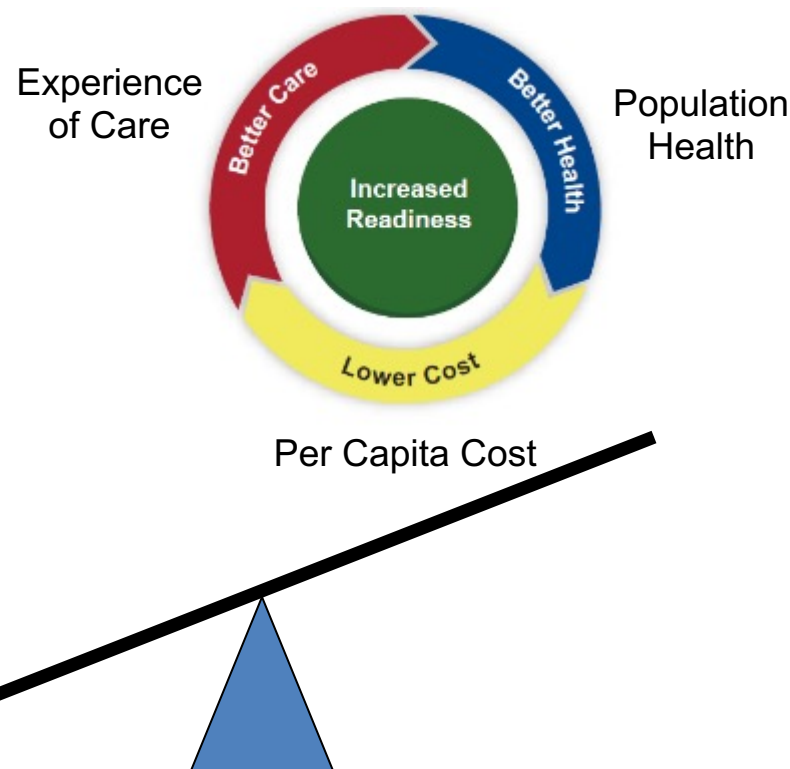 Experience
of Care
Better Care
Better Health
Population
Health
Increased
Readiness
Lower Cost
Per Capita Cost